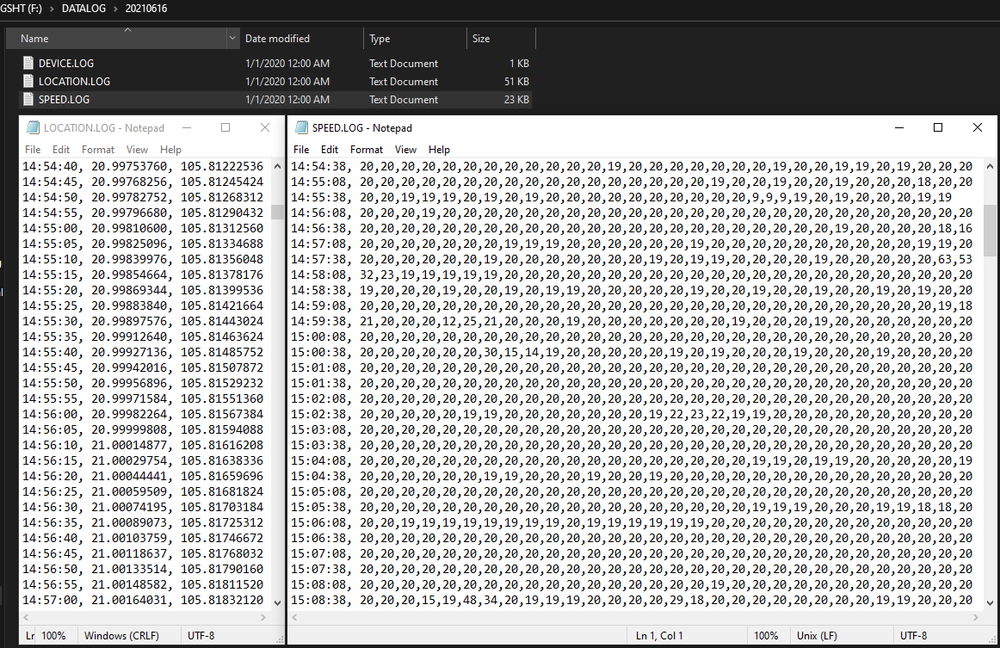 GSHT (F:) > DATALOG > 20210616
Name Date modified Type Size
DEVICE.LOG 1/1/2020 12:00 AM Text Document 1 KB
LOCATION.LOG 1/1/2020 12:00 AM Text Document 51 KB
SPEED.LOG 1/1/2020 12:00 AM Text Document 23 KB
LOCATION.LOG - Notepad
File Edit Format View Help
14:54:40, 20.99753760, 105.81222536
14:54:45, 20.99768256, 105.81245424
14:54:50, 20.99782752, 105.81268312
14:54:55, 20.99796680, 105.81290432
14:55:00, 20.99810600, 105.81312560
14:55:05, 20.99825096, 105.81334688
14:55:10, 20.99839976, 105.81356048
14:55:15, 20.99854664, 105.81378176
14:55:20, 20.99869344, 105.81399536
14:55:25, 20.99883840, 105.81421664
14:55:30, 20.99897576, 105.81443024
14:55:35, 20.99912640, 105.81463624
14:55:40, 20.99927136, 105.81485752
14:55:45, 20.99942016, 105.81507872
14:55:50, 20.99956896, 105.81529232
14:55:55, 20.99971584, 105.81551360
14:56:00, 20.99982264, 105.81567384
14:56:05, 20.99999808, 105.81594088
14:56:10, 21.00014877, 105.81616208
14:56:15, 21.00029754, 105.81638336
14:56:20, 21.00044441, 105.81659696
14:56:25, 21.00059509, 105.81681824
14:56:30, 21.00074195, 105.81703184
14:56:35, 21.00089073, 105.81725312
14:56:40, 21.00103759, 105.81746672
14:56:45, 21.00118637, 105.81768032
14:56:50, 21.00133514, 105.81790160
14:56:55, 21.00148582, 105.81811520
14:57:00, 21.00164031, 105.81832120
Lr 100% Windows (CRLF) UTF-8
SPEED.LOG - Notepad
File Edit Format View Help
14:54:38, 20,20,20,20,20,20,20,20,20,20,20,20,19,20,20,20,20,20,20,20,19,20,20,19,19,20,19,20,20,20
14:55:08, 20,20,20,20,20,20,20,20,20,20,20,20,20,20,20,20,20,19,20,20,19,20,20,19,20,20,20,18,20,20
14:55:38, 20,20,19,19,19,20,19,20,19,20,20,20,20,20,20,20,20,20,20,9,9,9,19,20,19,20,20,20,19,19
14:56:08, 20,20,20,19,20,20,20,20,20,20,20,20,20,20,20,20,20,20,20,20,20,20,20,20,20,20,20,20,20,20
14:56:38, 20,20,20,20,20,20,20,20,20,20,20,20,20,20,20,20,20,20,20,20,20,20,20,19,20,20,20,20,18,16
14:57:08, 20,20,20,20,20,20,20,19,19,19,20,20,20,20,20,20,19,20,20,20,20,20,20,20,20,20,20,19,19,20
14:57:38, 20,20,20,20,20,20,19,20,20,20,20,20,20,20,19,20,19,19,20,20,20,20,19,20,20,20,20,20,63,53
14:58:08, 32,23,19,19,19,19,19,20,20,20,20,20,20,20,20,20,20,20,20,20,20,20,20,20,20,20,20,20,20,20
14:58:38, 19,20,20,20,19,20,20,19,20,19,19,20,20,20,20,20,19,20,20,19,20,20,19,20,20,19,20,19,20,20
14:59:08, 20,20,20,20,20,20,20,20,20,20,20,20,20,20,20,20,20,20,20,20,20,20,20,20,20,20,20,20,19,18
14:59:38, 21,20,20,20,12,25,21,20,20,20,19,20,20,20,20,20,20,20,19,20,20,19,20,20,20,20,20,20,20,20
15:00:08, 20,20,20,20,20,20,20,20,20,20,20,20,20,20,20,20,20,20,20,20,20,20,20,20,20,20,20,20,20,20
15:00:38, 20,20,20,20,20,20,30,15,14,19,20,20,20,20,20,19,20,19,20,20,20,19,20,20,20,19,20,20,20,20
15:01:08, 20,20,20,20,20,20,20,20,20,20,20,20,20,20,20,20,20,20,20,20,20,20,20,20,20,20,20,20,20,20
15:01:38, 20,20,20,20,20,20,20,20,20,20,20,20,20,20,20,20,20,20,20,20,20,20,20,20,20,20,20,20,20,20
15:02:08, 20,20,20,20,20,20,20,20,20,20,20,20,20,20,20,20,20,20,20,20,20,20,20,20,20,20,20,20,20,20
15:02:38, 20,20,20,20,20,19,19,20,20,20,20,20,20,20,19,22,23,22,19,19,20,20,20,20,20,20,20,20,20,20
15:03:08, 20,20,20,20,20,20,20,20,20,20,20,20,20,20,20,20,20,20,20,20,20,20,20,20,20,20,20,20,20,20
15:03:38, 20,20,20,20,20,20,20,20,20,20,20,20,20,20,20,20,20,20,20,20,20,20,20,20,20,20,20,20,20,20
15:04:08, 20,20,20,20,20,20,20,20,20,20,20,20,20,20,20,20,20,20,20,19,19,20,19,19,20,20,20,20,20,19
15:04:38, 20,20,20,20,20,20,19,19,20,20,20,19,20,20,19,20,20,20,20,20,20,20,20,20,20,20,20,20,20,20
15:05:08, 20,20,20,20,20,20,20,20,20,20,20,20,20,20,20,20,20,20,20,20,20,20,20,20,20,20,20,20,20,20
15:05:38, 20,20,20,20,20,20,20,20,20,20,20,20,20,20,20,20,20,20,20,19,19,19,20,20,20,19,19,18,18,20
15:06:08, 20,20,19,19,19,19,19,19,19,19,20,19,19,19,19,19,19,20,20,20,20,20,20,20,20,20,20,20,20,20
15:06:38, 20,20,20,20,20,20,20,20,20,20,20,20,20,20,20,20,20,20,20,20,20,20,20,20,20,20,20,20,20,20
15:07:08, 20,20,20,20,20,20,20,20,20,20,20,20,20,20,20,20,20,20,20,20,20,20,20,20,20,20,20,20,20,20
15:07:38, 20,20,20,20,20,20,20,20,20,20,20,20,20,20,20,20,20,20,20,20,20,20,20,20,20,20,20,20,20,20
15:08:08, 20,20,20,20,20,20,20,20,20,20,20,20,20,20,20,20,20,19,20,20,20,20,20,20,20,20,20,20,20,20
15:08:38, 20,20,20,15,19,48,34,20,19,19,19,20,20,20,20,29,18,20,20,20,20,20,20,20,20,19,19,20,20,20
Ln 1, Col 1 100% Unix (LF) UTF-8